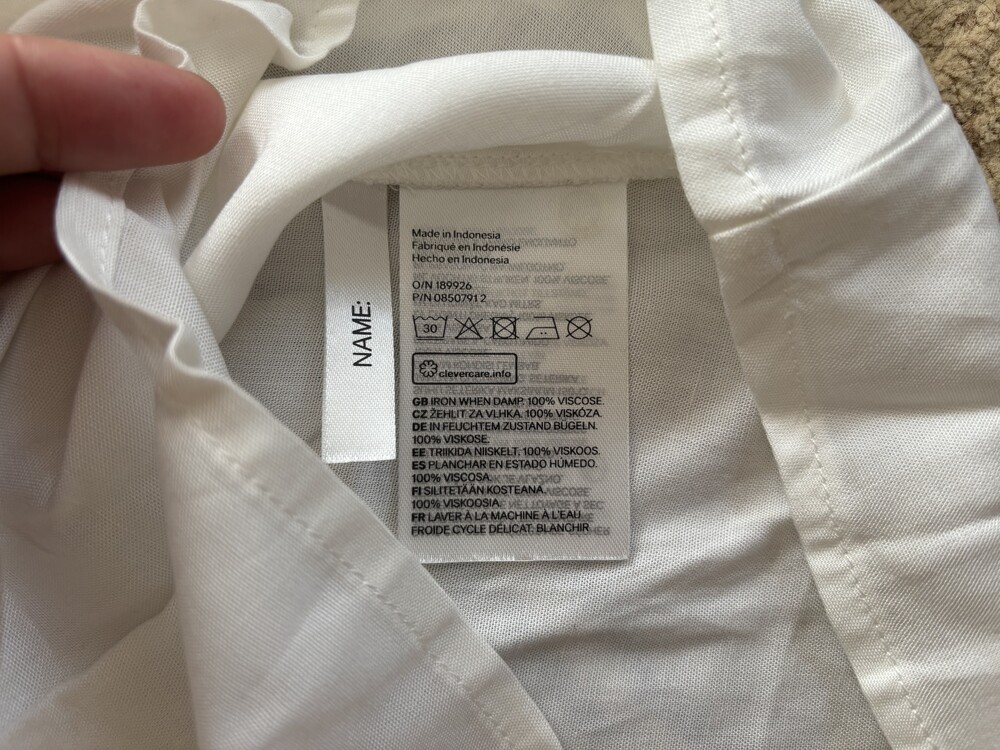 NAME:
Made in Indonesia
Fabriqué en Indonésie
Hecho en Indonesia
O/N 189926
P/N 0850791 2
30
clevercare.info
GB IRON WHEN DAMP. 100% VISCOSE.
CZ ŽEHLIT ZA VLHKA. 100% VISKÓZA.
DE IN FEUCHTEM ZUSTAND BÜGELN.
100% VISKOSE.
EE TRIIKIDA NIISKELT. 100% VISKOOS.
ES PLANCHAR EN ESTADO HÚMEDO.
100% VISCOSA.
FI SILITETÄÄN KOSTEANA.
100% VISKOOSIA.
FR LAVER À LA MACHINE À L'EAU
FROIDE CYCLE DÉLICAT: BLANCHIR